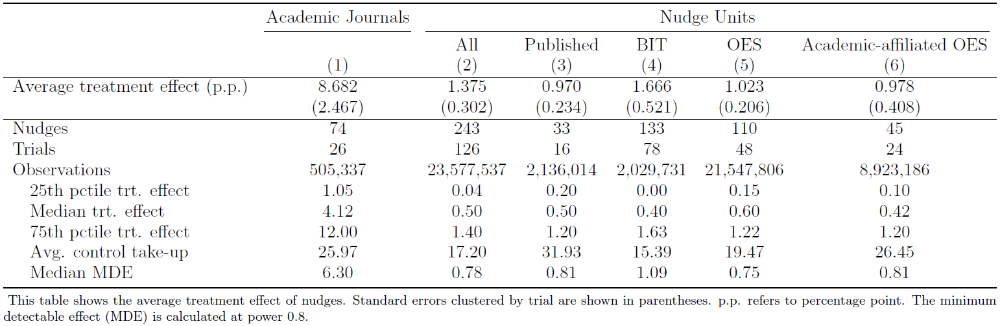 Academic Journals Nudge Units
All Published BIT OES Academic-affiliated OES
(1) (2) (3) (4) (5) (6)
Average treatment effect (p.p.) 8.682 1.375 0.970 1.666 1.023 0.978
(2.467) (0.302) (0.234) (0.521) (0.206) (0.408)
Nudges 74 243 33 133 110 45
Trials 26 126 16 78 48 24
Observations 505,337 23,577,537 2,136,014 2,029,731 21,547,806 8,923,186
25th pctile trt. effect 1.05 0.04 0.20 0.00 0.15 0.10
Median trt. effect 4.12 0.50 0.50 0.40 0.60 0.42
75th pctile trt. effect 12.00 1.40 1.20 1.63 1.22 1.20
Avg. control take-up 25.97 17.20 31.93 15.39 19.47 26.45
Median MDE 6.30 0.78 0.81 1.09 0.75 0.81
This table shows the average treatment effect of nudges. Standard errors clustered by trial are shown in parentheses. p.p. refers to percentage point. The minimum
detectable effect (MDE) is calculated at power 0.8.